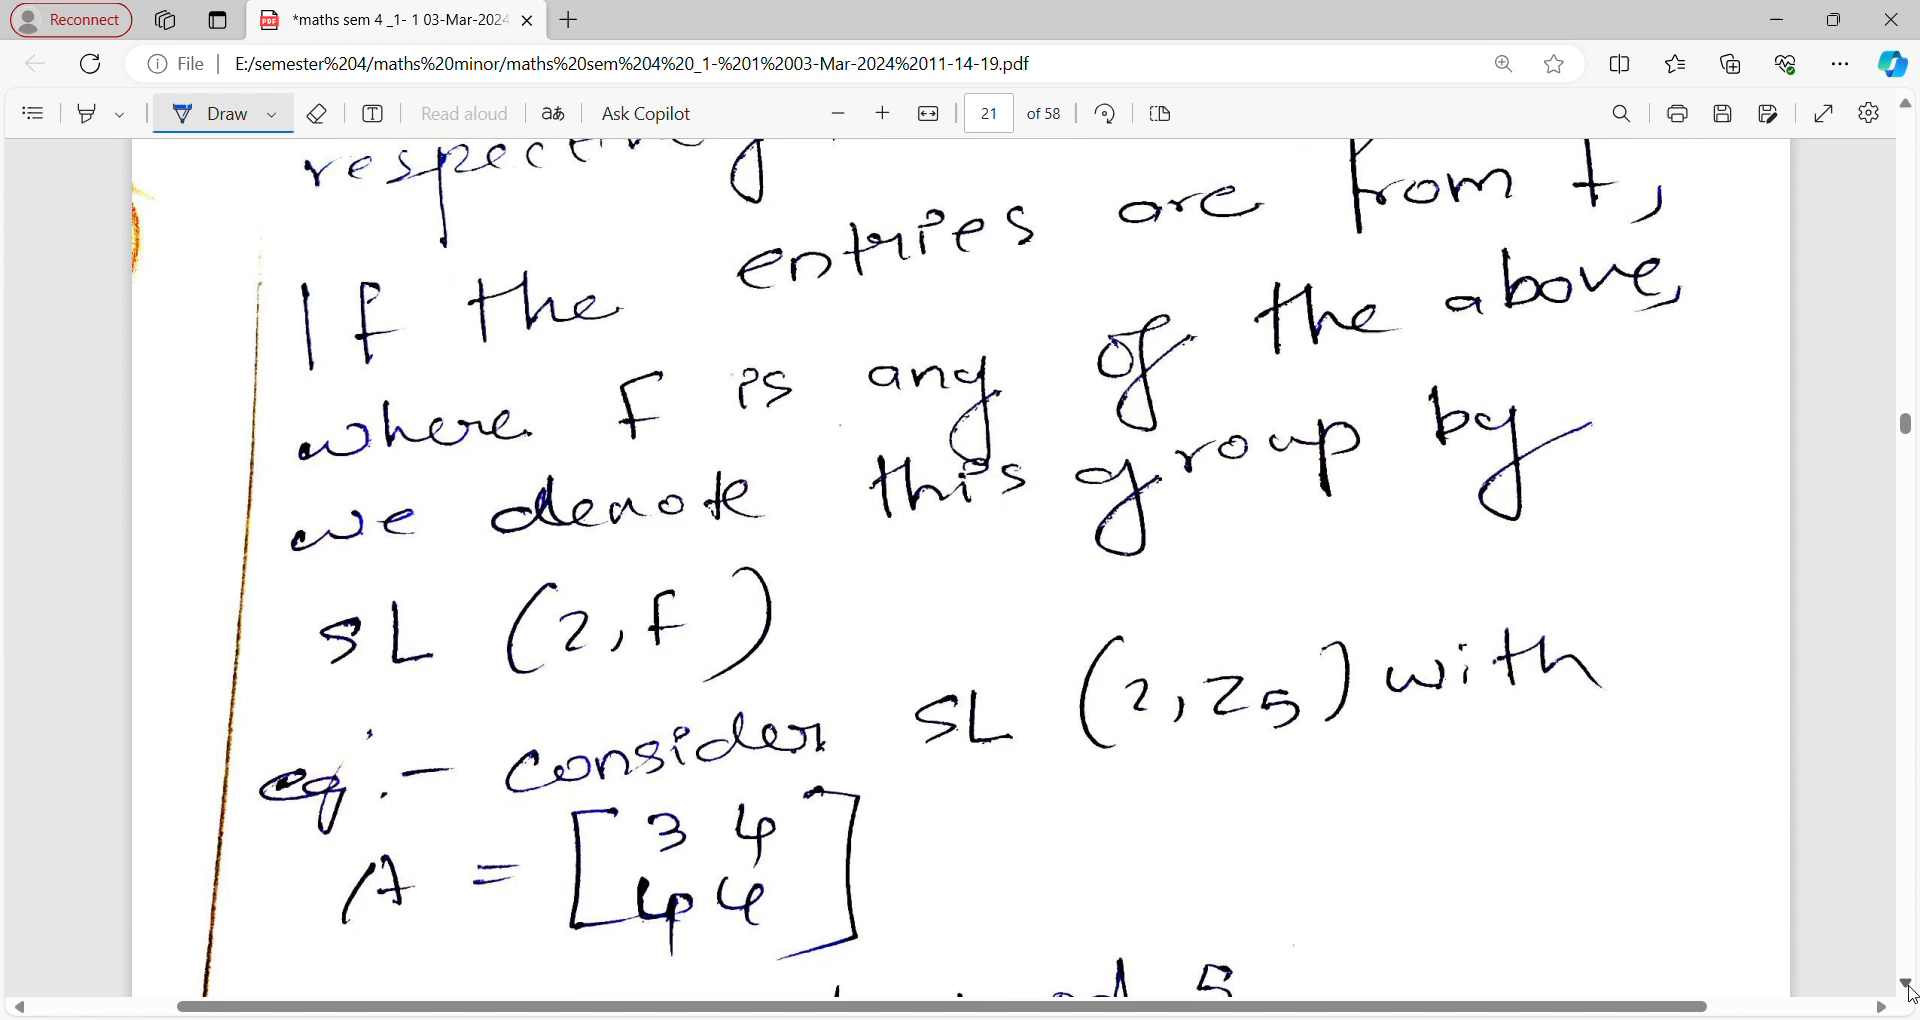 Reconnect
*maths sem 4 _1- 1 03-Mar-2024
File
E:/semester%204/maths%20minor/maths%20sem%204%20_1-%201%2003-Mar-2024%2011-14-19.pdf
Draw
Read aloud
aあ
Ask Copilot
21 of 58
If the entries are from F,
where F is any of the above,
we denote this group by
SL (2, F)
eg :- consider SL (2, Z5) with
A = [ 3 4
4 4 ]